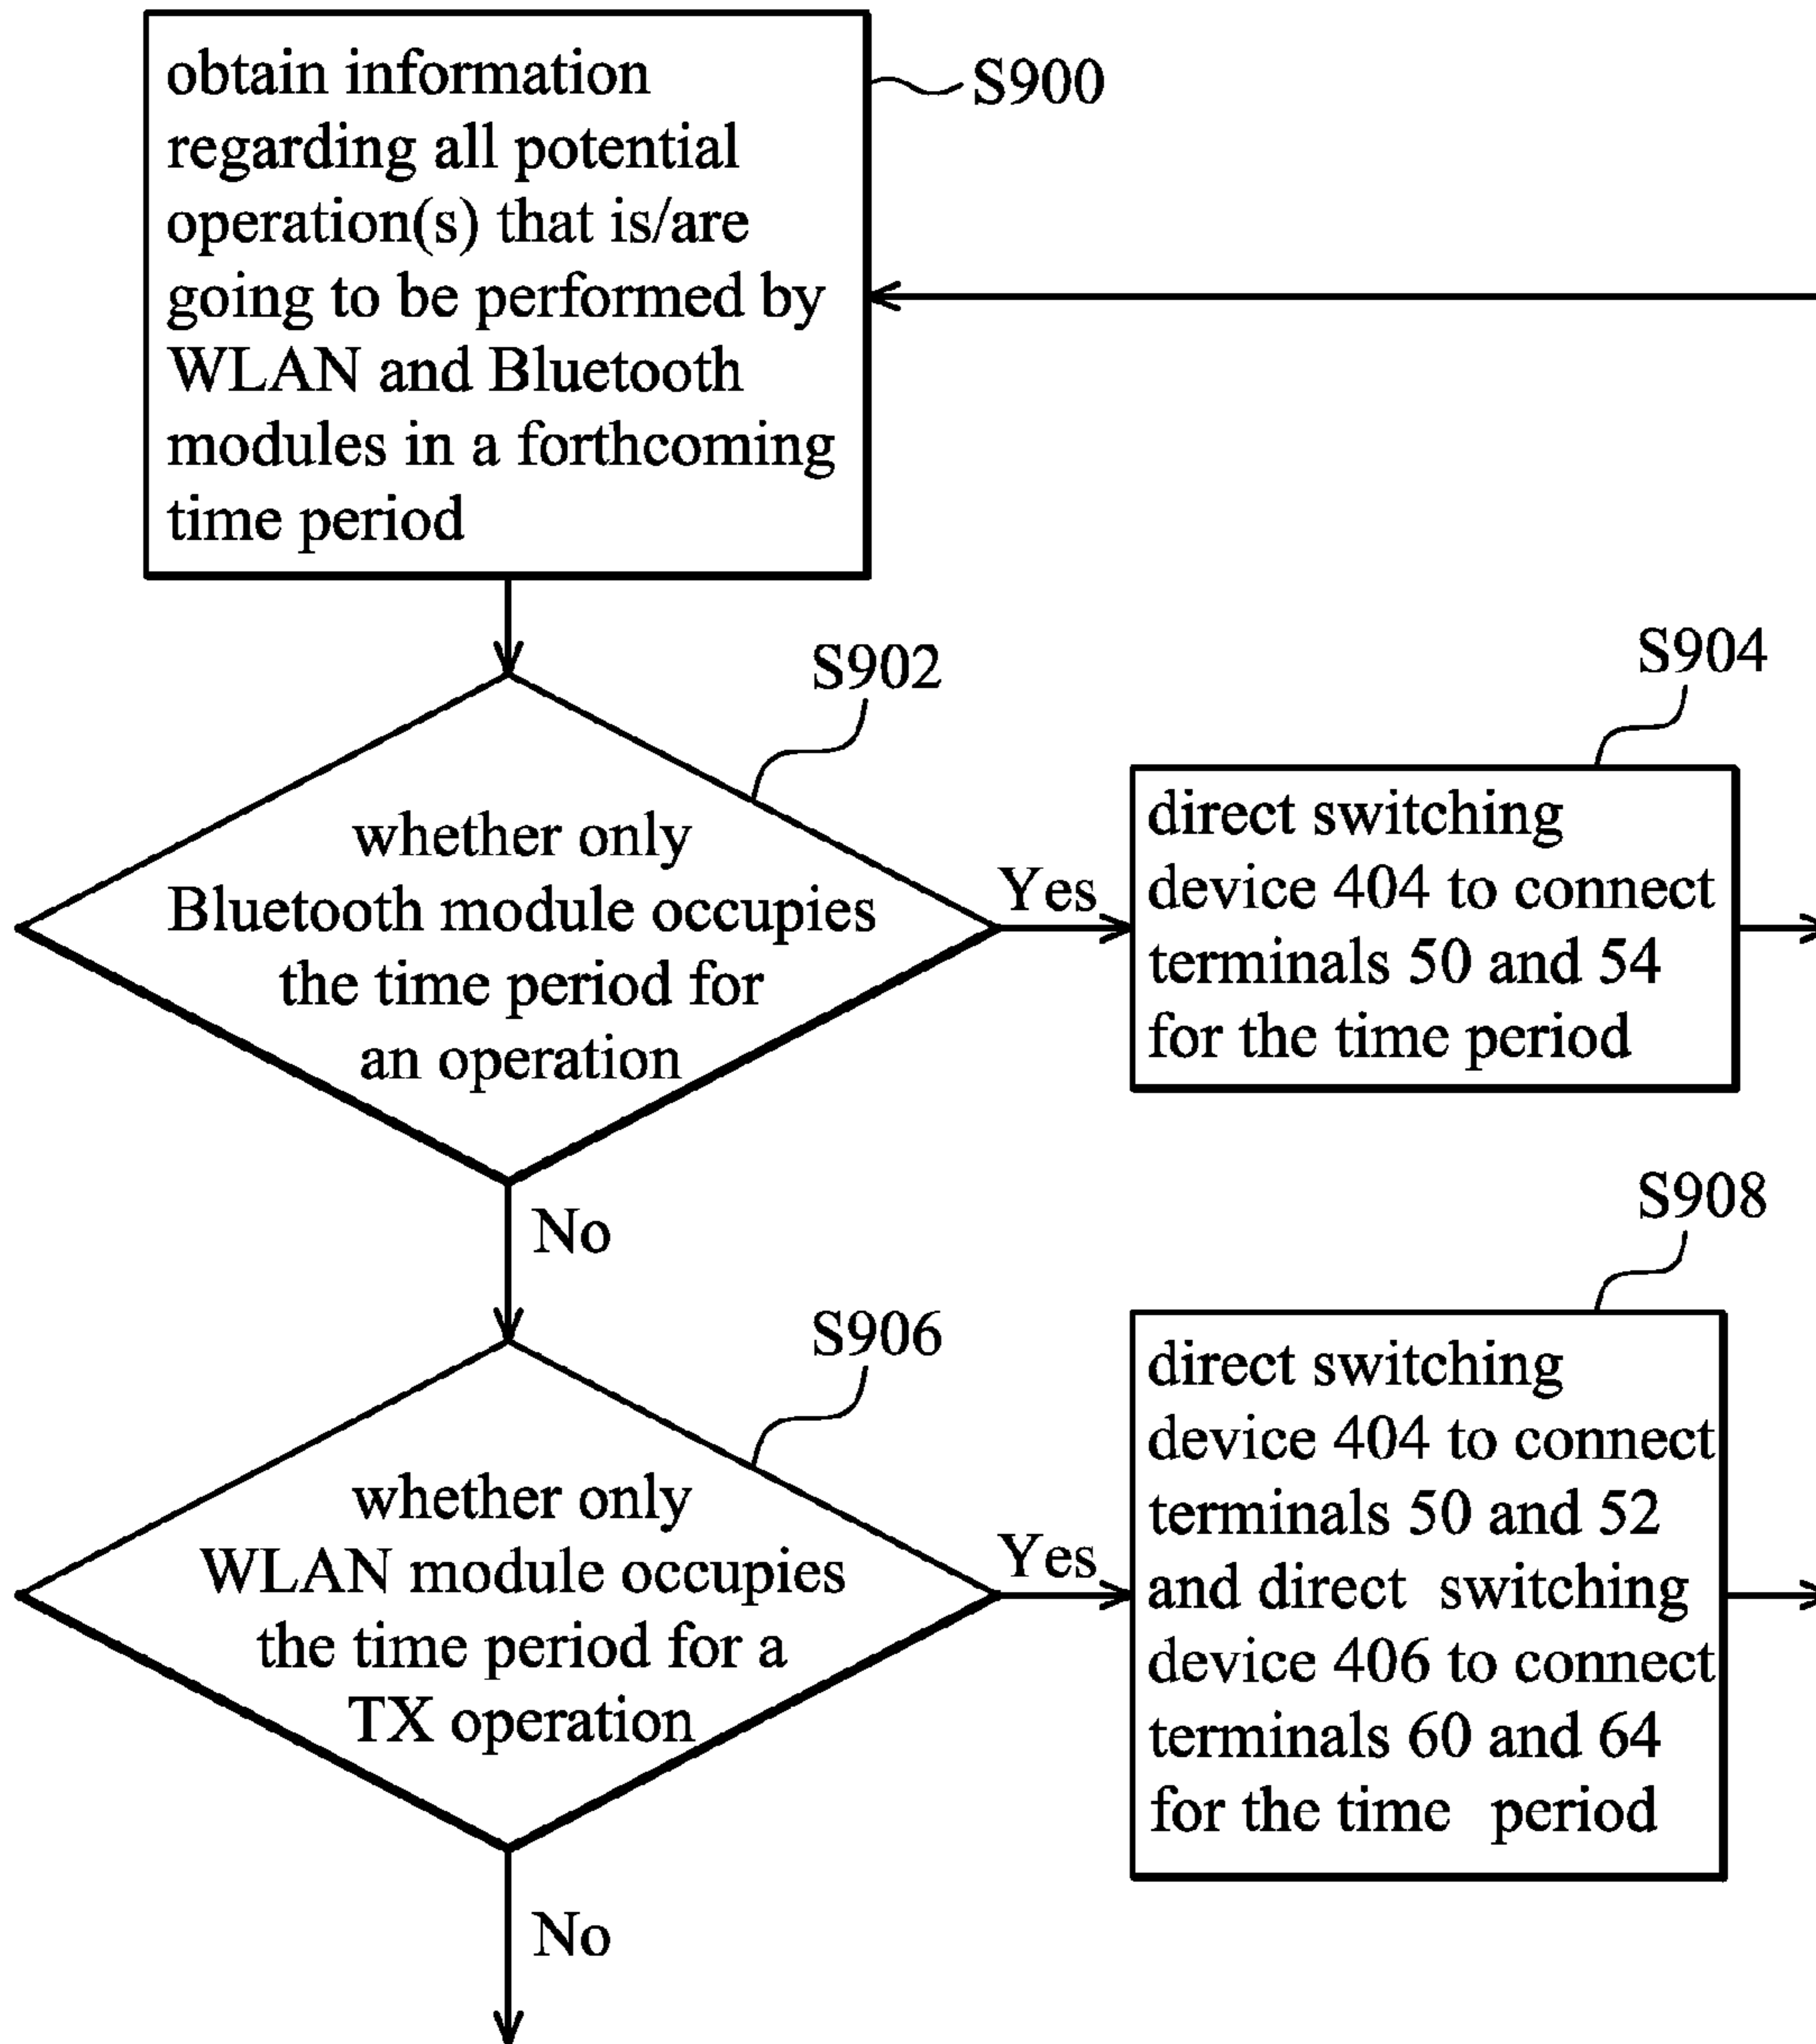 obtain information
regarding all potential
operation(s) that is/are
going to be performed by
WLAN and Bluetooth
modules in a forthcoming
time period
S900
S902
whether only
Bluetooth module occupies
the time period for
an operation
Yes
S904
direct switching
device 404 to connect
terminals 50 and 54
for the time period
No
S906
whether only
WLAN module occupies
the time period for a
TX operation
Yes
S908
direct switching
device 404 to connect
terminals 50 and 52
and direct switching
device 406 to connect
terminals 60 and 64
for the time period
No